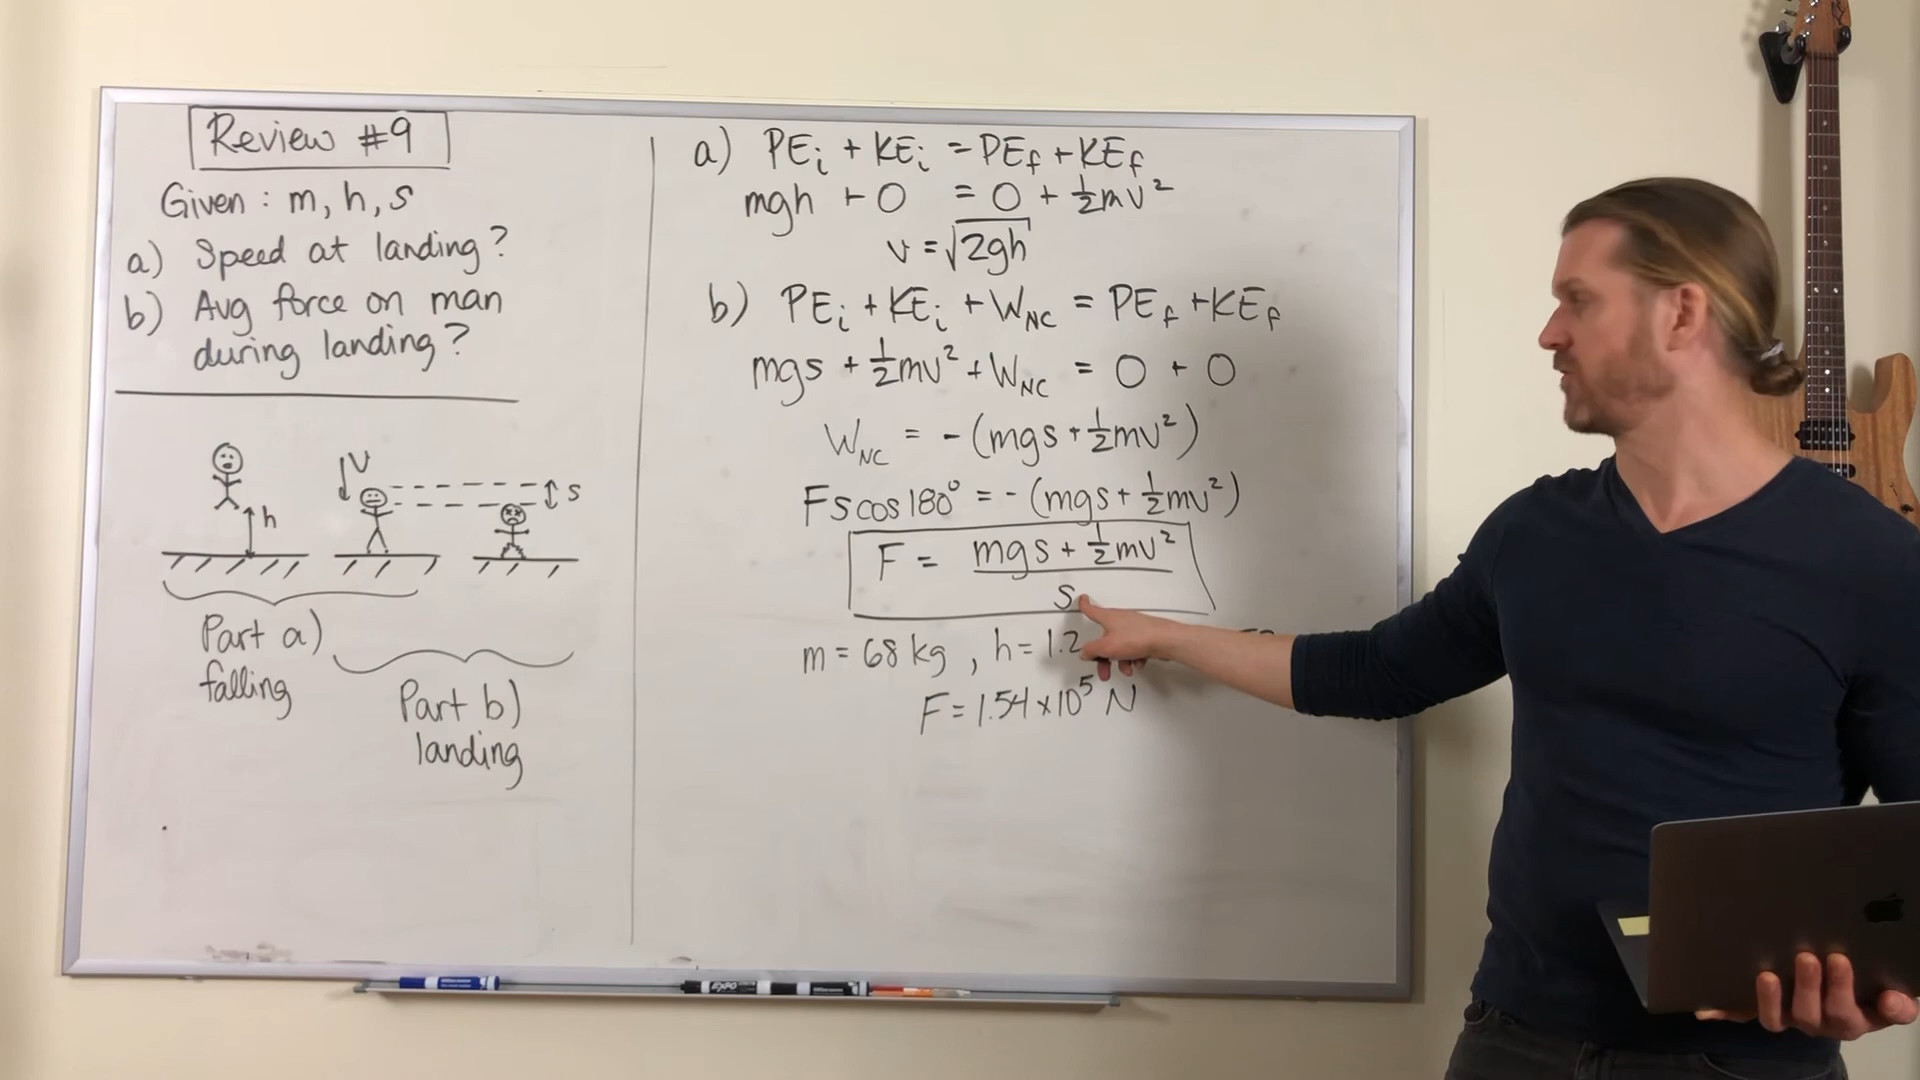 Review #9
Given : m, h, s
a) Speed at landing?
b) Avg force on man
during landing?
h
v
s
Part a)
falling
Part b)
landing
a) PEi + KEi = PEf + KEf
mgh + 0 = 0 + ½mv²
v = √2gh
b) PEi + KEi + WNC = PEf + KEf
mgs + ½mv² + WNC = 0 + 0
WNC = - (mgs + ½mv²)
Fs cos 180° = - (mgs + ½mv²)
F = mgs + ½mv²
s
m = 68 kg , h = 1.2
F = 1.54 × 10⁵ N
EXPO